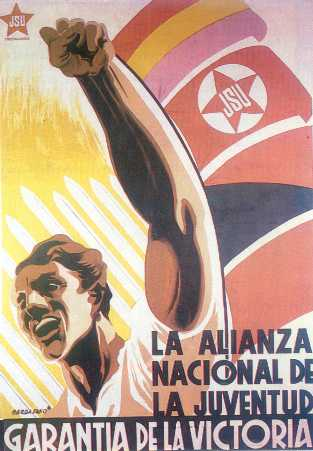 JSU
JSU
LA ALIANZA
NACIONAL DE
LA JUVENTUD
GARANTIA DE LA VICTORIA